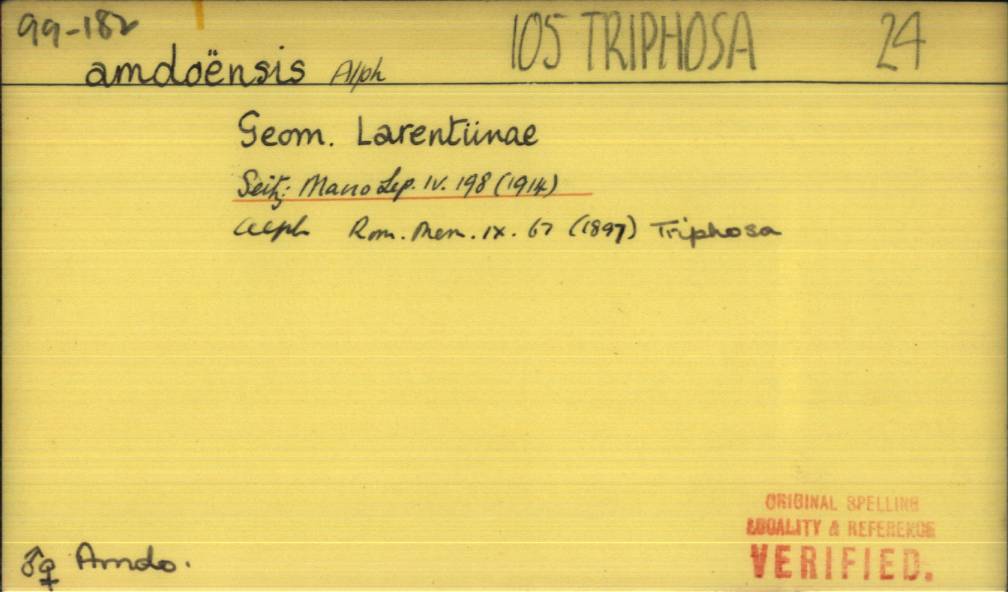 99-182
105 TRIPHOSA 24
amdoënsis Alph
Geom. Larentiinae
Seitz: Macro Lep. IV. 198 (1914)
Alph Rom. Mem. IX. 67 (1897) Triphosa
ORIGINAL SPELLING
LOCALITY & REFERENCE
VERIFIED.
♂♀ Amdo.